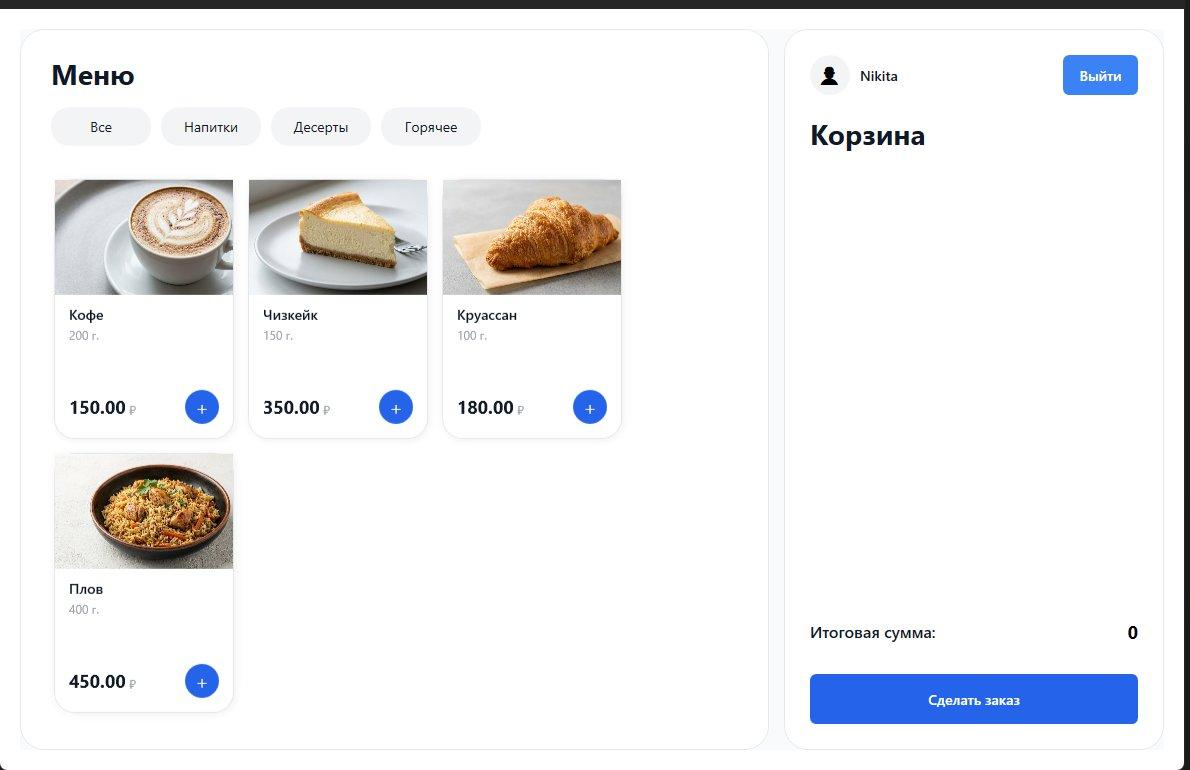 Меню
Все Напитки Десерты Горячее
Кофе
200 г.
150.00 ₽
+
Чизкейк
150 г.
350.00 ₽
+
Круассан
100 г.
180.00 ₽
+
Плов
400 г.
450.00 ₽
+
Nikita
Выйти
Корзина
Итоговая сумма: 0
Сделать заказ